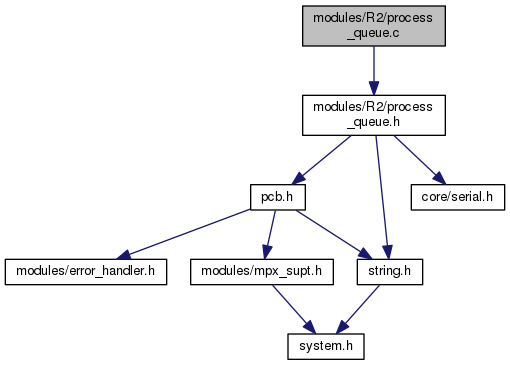 modules/R2/process
_queue.c
modules/R2/process
_queue.h
pcb.h
core/serial.h
modules/error_handler.h
modules/mpx_supt.h
string.h
system.h